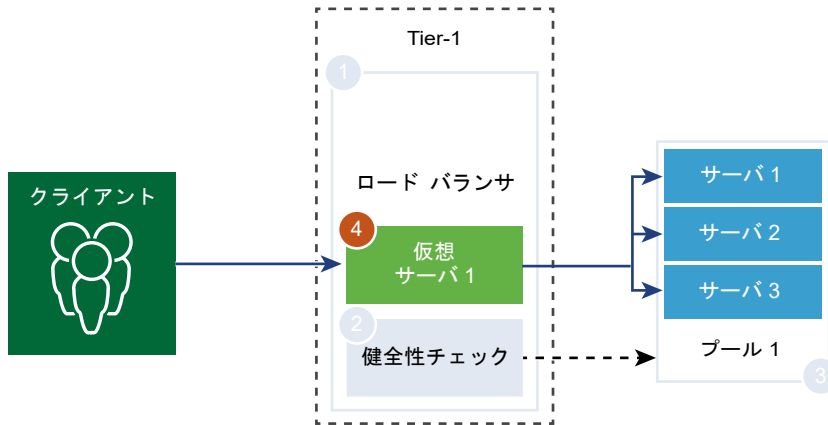 Tier-1
1
ロード バランサ
クライアント
4
仮想
サーバ 1
2
健全性チェック
サーバ 1
サーバ 2
サーバ 3
プール 1
3